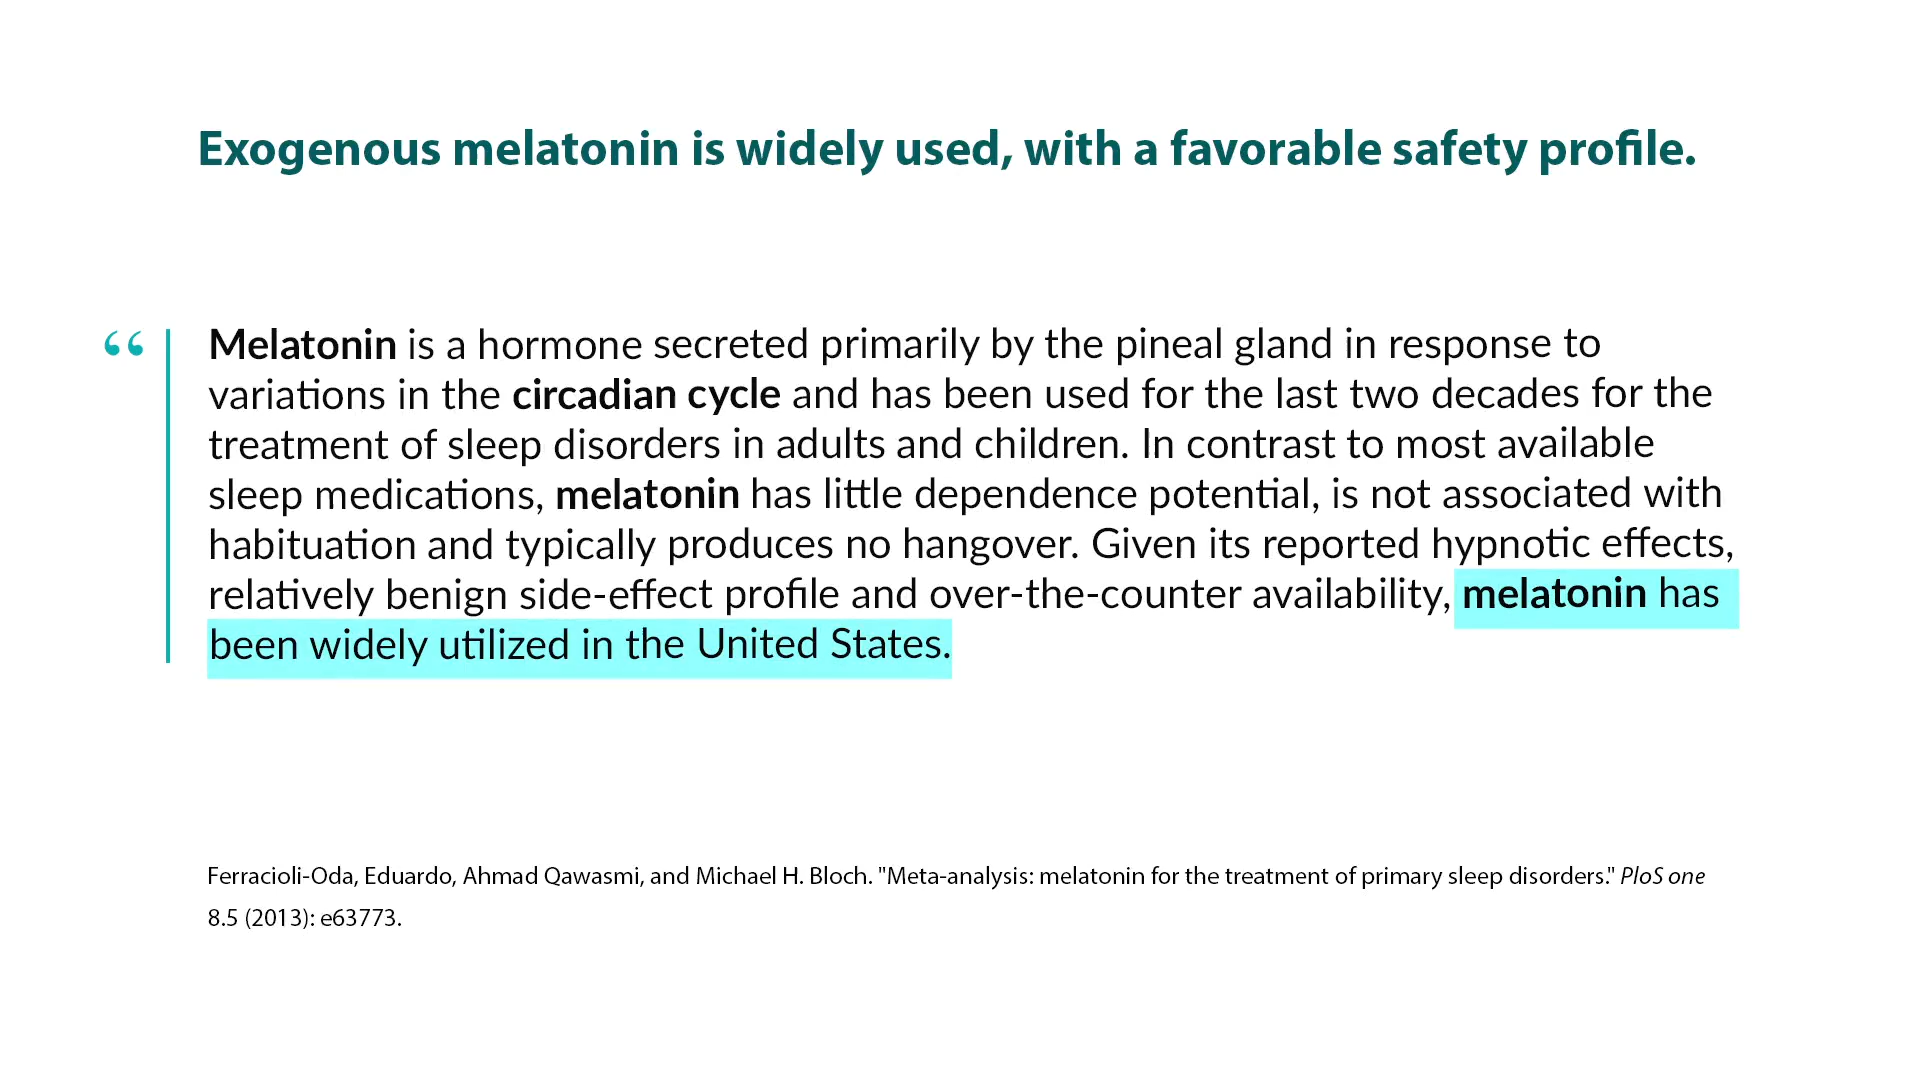 Exogenous melatonin is widely used, with a favorable safety profile.
“ Melatonin is a hormone secreted primarily by the pineal gland in response to
variations in the circadian cycle and has been used for the last two decades for the
treatment of sleep disorders in adults and children. In contrast to most available
sleep medications, melatonin has little dependence potential, is not associated with
habituation and typically produces no hangover. Given its reported hypnotic effects,
relatively benign side-effect profile and over-the-counter availability, melatonin has
been widely utilized in the United States.
Ferracioli-Oda, Eduardo, Ahmad Qawasmi, and Michael H. Bloch. "Meta-analysis: melatonin for the treatment of primary sleep disorders." PloS one
8.5 (2013): e63773.